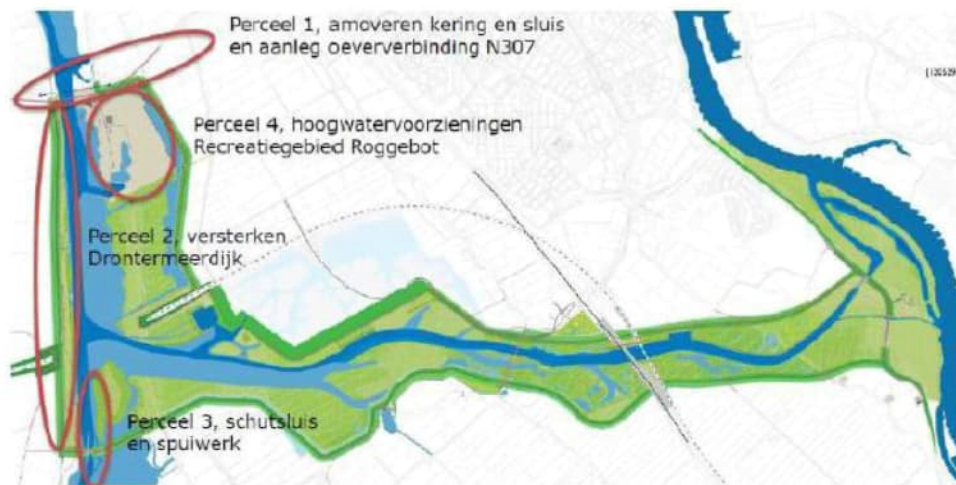 Perceel 1, amoveren kering en sluis
en aanleg oeververbinding N307
Perceel 4, hoogwatervoorzieningen
Recreatiegebied Roggebot
Perceel 2, versterken
Drontermeerdijk
Perceel 3, schutsluis
en spuiwerk